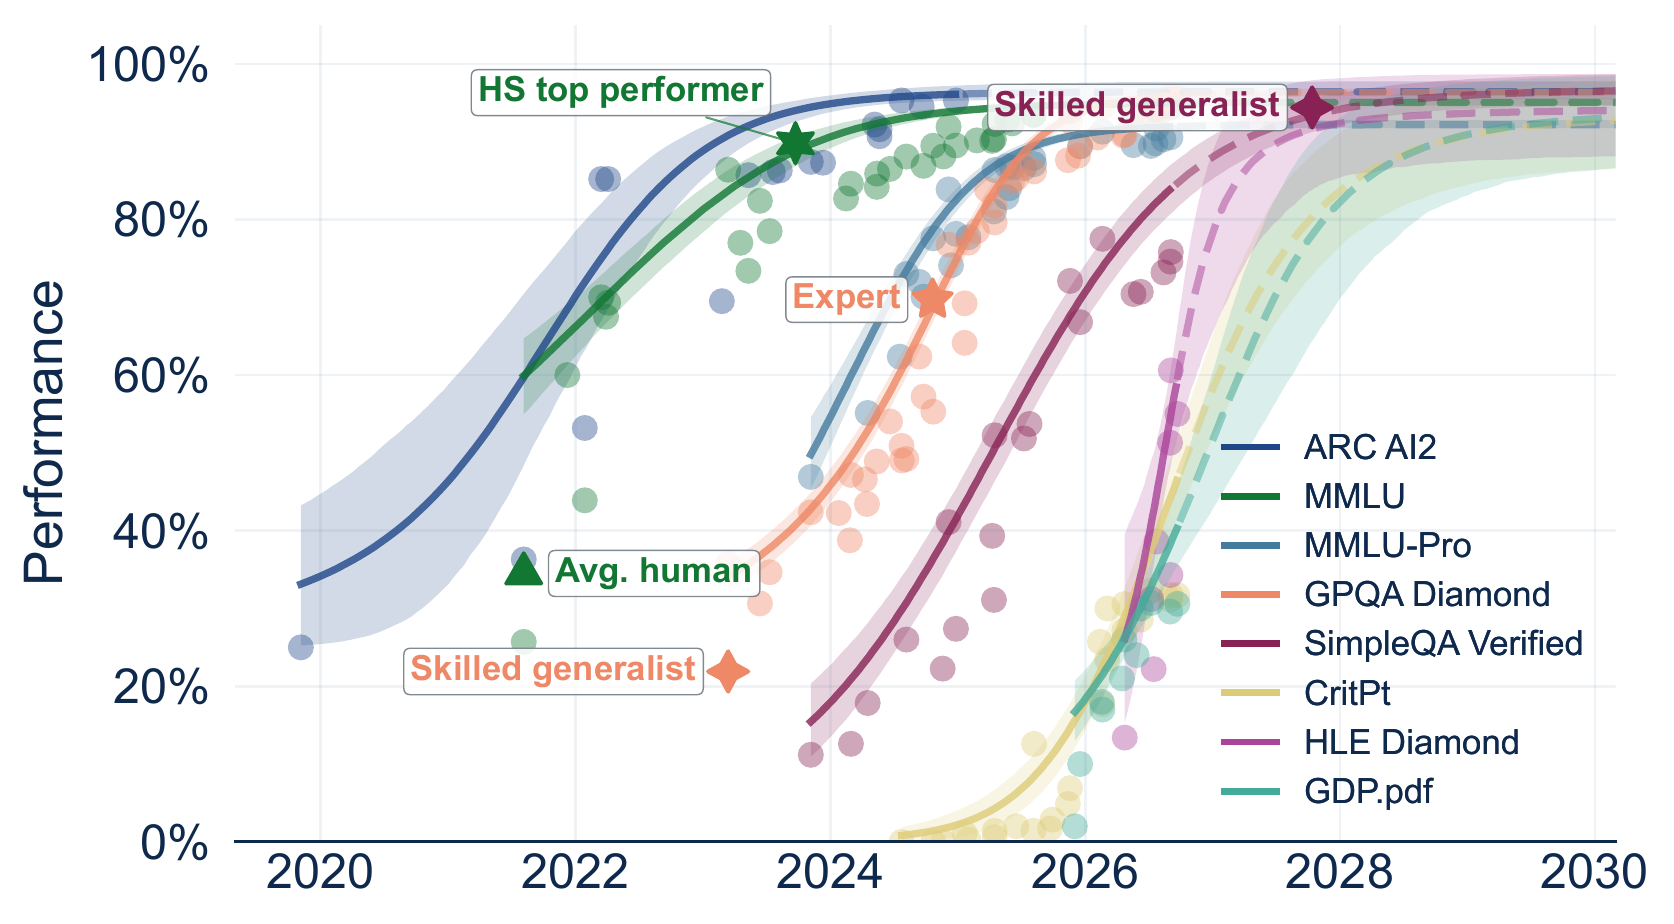 100%
80%
60%
40%
20%
0%
Performance
HS top performer
Skilled generalist
Expert
Avg. human
Skilled generalist
ARC AI2
MMLU
MMLU-Pro
GPQA Diamond
SimpleQA Verified
CritPt
HLE Diamond
GDP.pdf
2020
2022
2024
2026
2028
2030